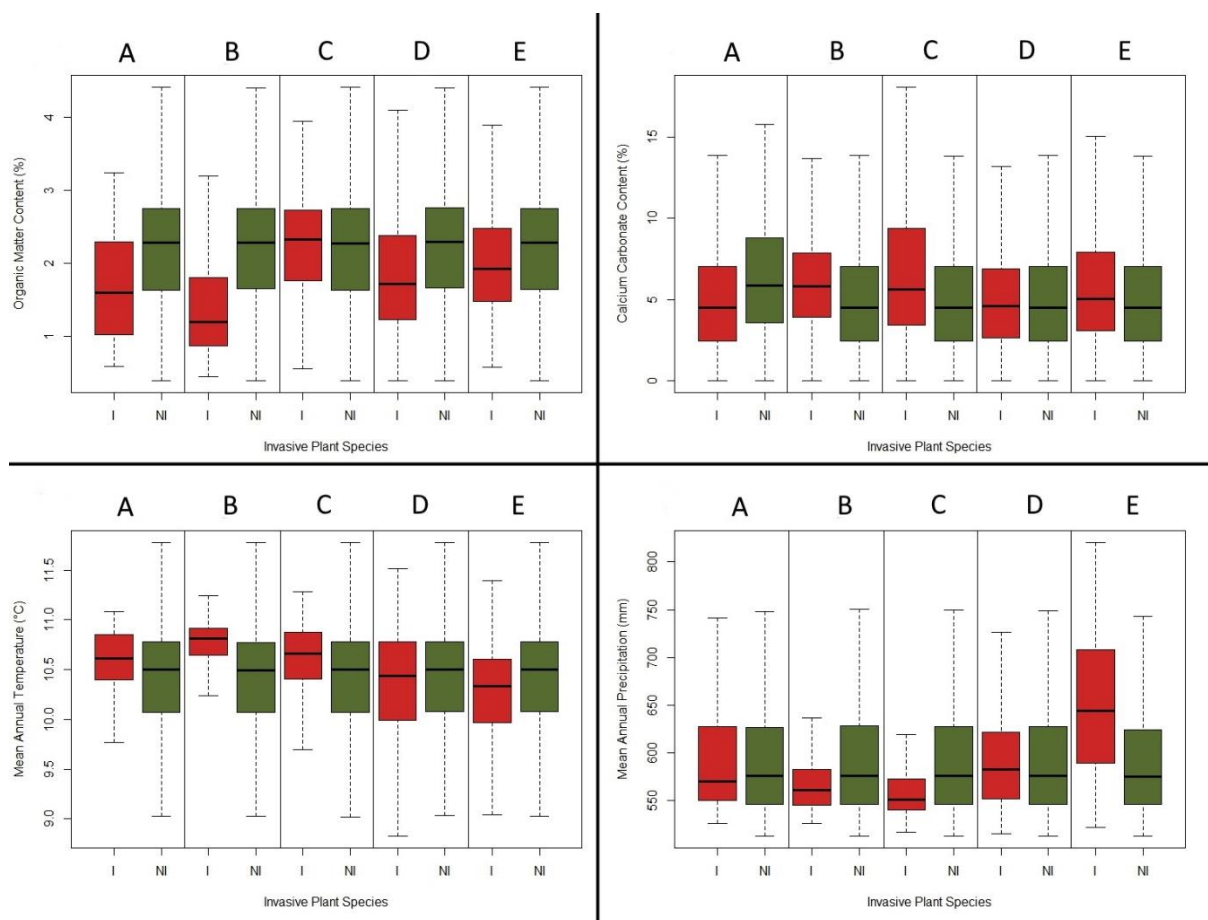 A B C D E
Organic Matter Content (%)
4
3
2
1
I NI I NI I NI I NI I NI
Invasive Plant Species
A B C D E
Calcium Carbonate Content (%)
15
10
5
0
I NI I NI I NI I NI I NI
Invasive Plant Species
A B C D E
Mean Annual Temperature (°C)
11.5
11.0
10.5
10.0
9.5
9.0
I NI I NI I NI I NI I NI
Invasive Plant Species
A B C D E
Mean Annual Precipitation (mm)
800
750
700
650
600
550
I NI I NI I NI I NI I NI
Invasive Plant Species